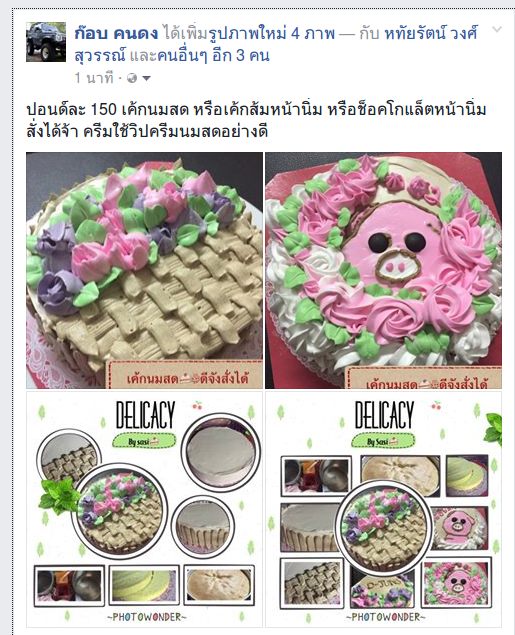 ก๊อบ คนดง ได้เพิ่มรูปภาพใหม่ 4 ภาพ — กับ หทัยรัตน์ วงศ์
สุวรรณ์ และคนอื่นๆ อีก 3 คน
1 นาที ·
ปอนด์ละ 150 เค้กนมสด หรือเค้กส้มหน้านิ่ม หรือช็อคโกแล็ตหน้านิ่ม
สั่งได้จ้า ครีมใช้วิปครีมนมสดอย่างดี
เค้กนมสด ดีจังสั่งได้
เค้กนมสด ดีจังสั่งได้
DELICACY
By sasi
~PHOTOWONDER~
DELICACY
By sasi
~PHOTOWONDER~